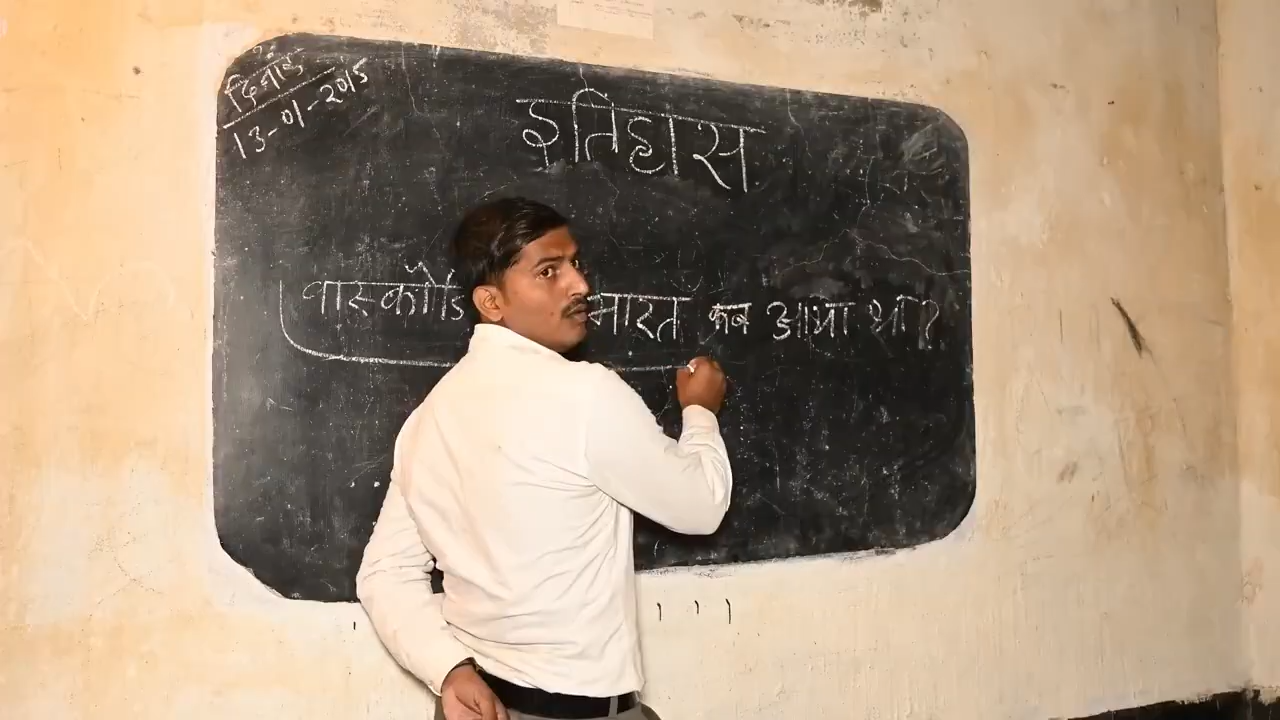 दिनांक
13-01-2015
इतिहास
वास्कोडि भारत कब आया था?